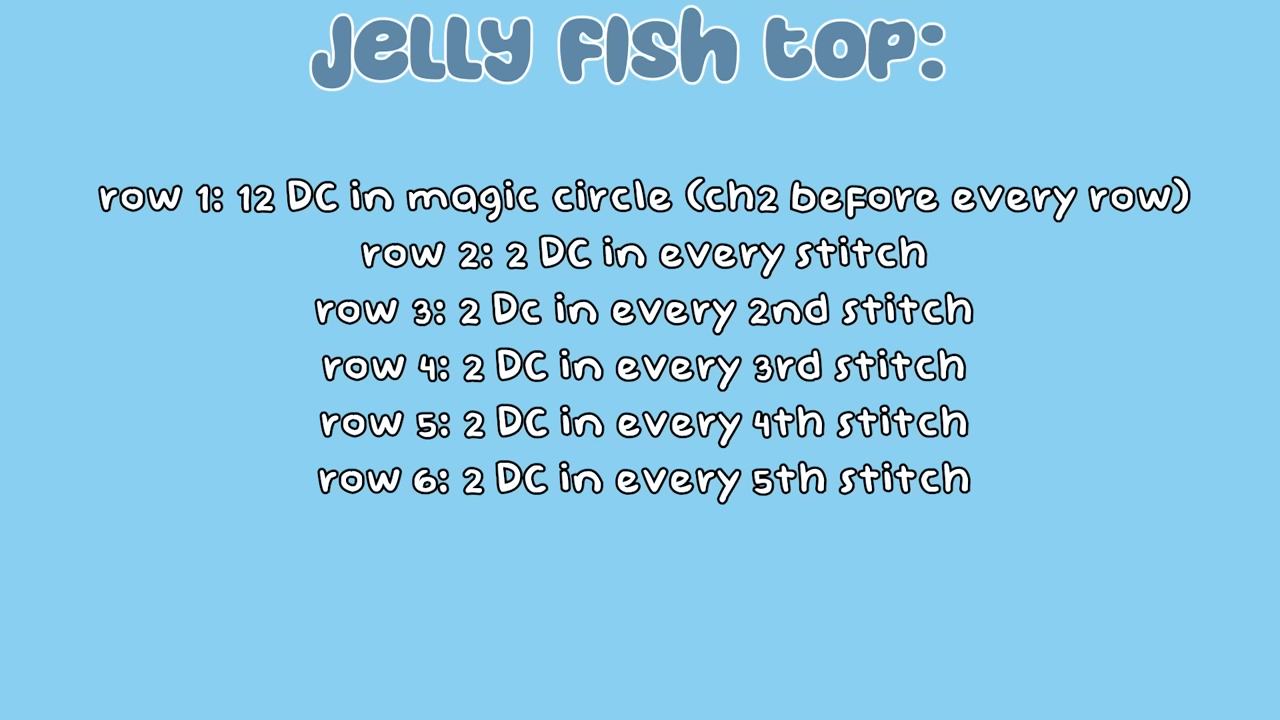 Jelly Fish Top:
row 1: 12 DC in magic circle (ch2 before every row)
row 2: 2 DC in every stitch
row 3: 2 Dc in every 2nd stitch
row 4: 2 DC in every 3rd stitch
row 5: 2 DC in every 4th stitch
row 6: 2 DC in every 5th stitch